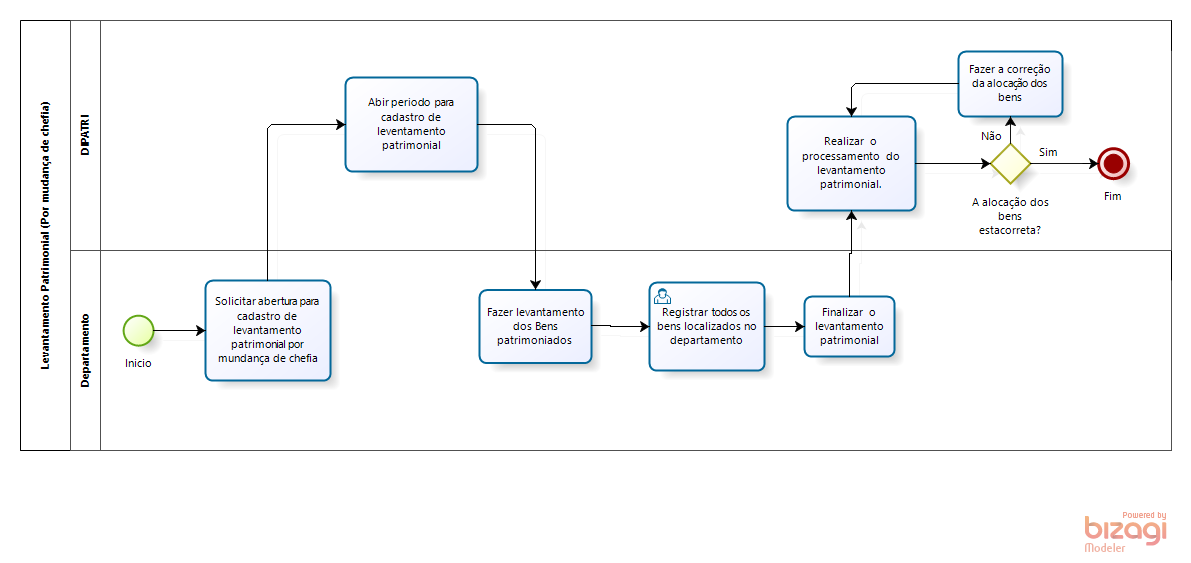 Levantamento Patrimonial (Por mudança de chefia)
DIPATRI
Departamento
Inicio
Solicitar abertura para
cadastro de
levantamento
patrimonial por
mundança de chefia
Abir periodo para
cadastro de
leventamento
patrimonial
Fazer levantamento
dos Bens
patrimoniados
Registrar todos os
bens localizados no
departamento
Finalizar o
levantamento
patrimonial
Realizar o
processamento do
levantamento
patrimonial.
Fazer a correção
da alocação dos
bens
Não
Sim
A alocação dos
bens
estacorreta?
Fim
Powered by
bizagi
Modeler